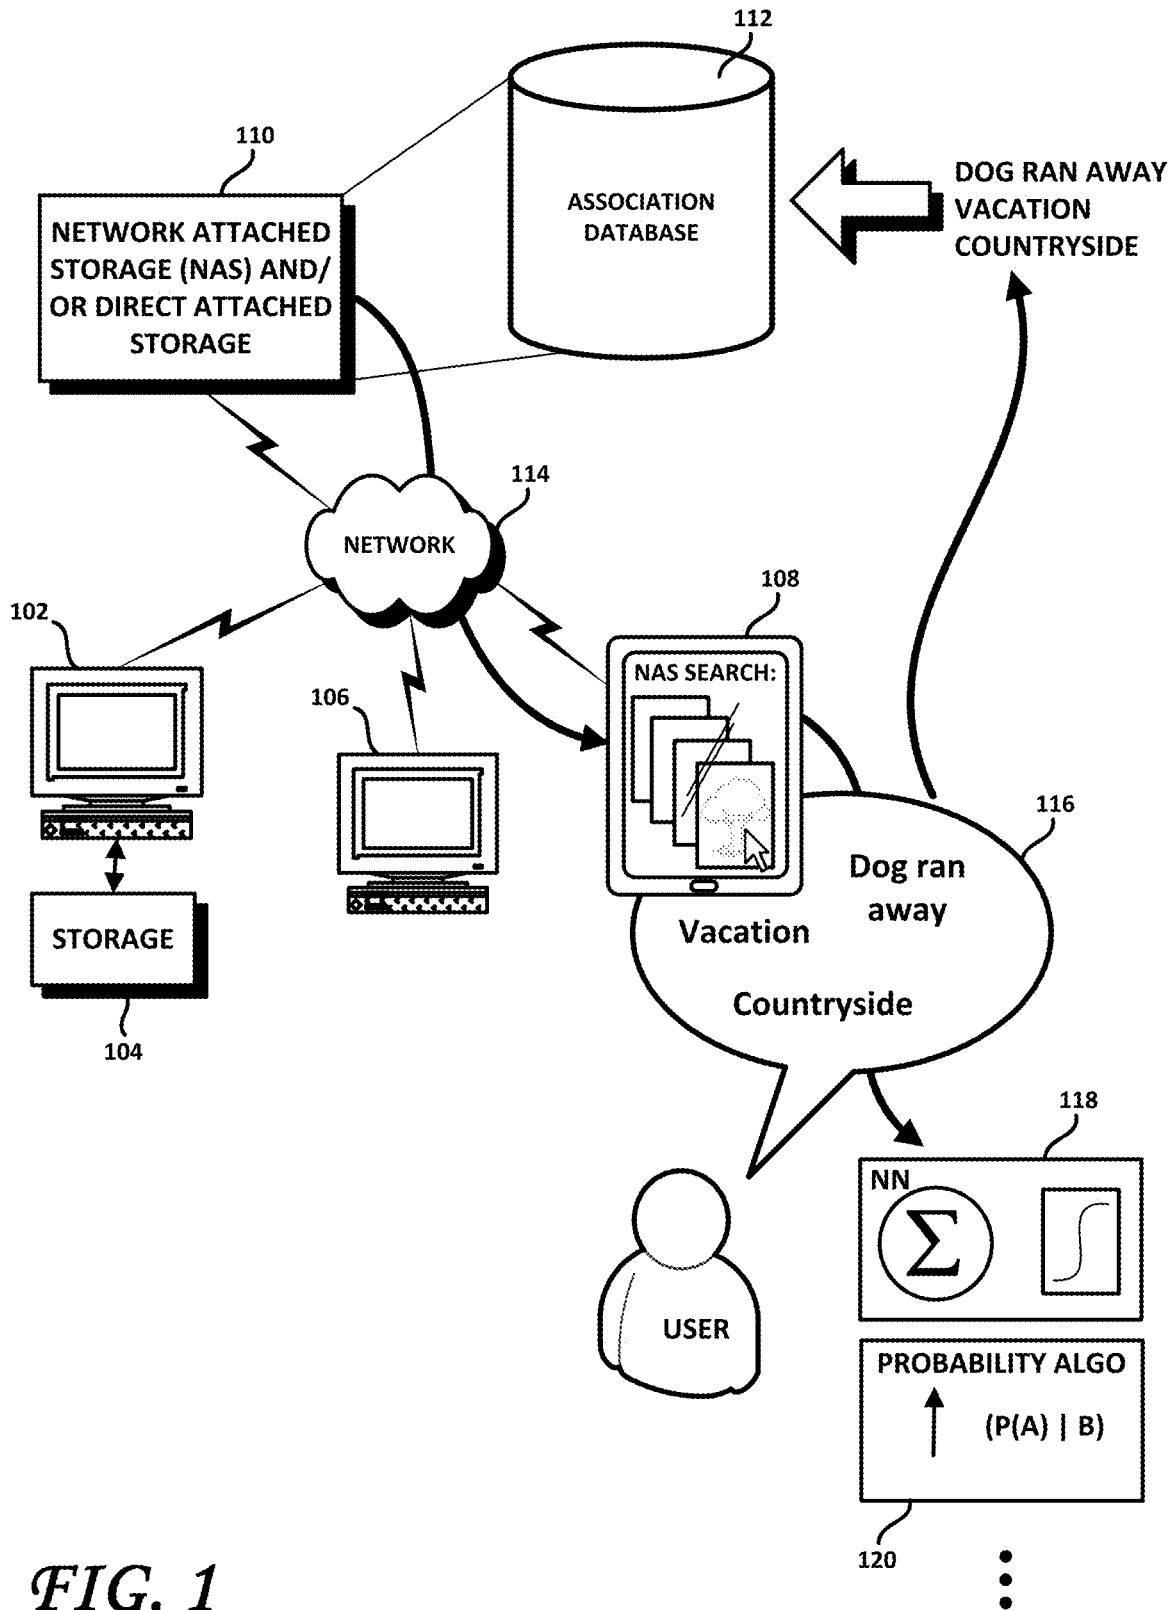 112
110
NETWORK ATTACHED
STORAGE (NAS) AND/
OR DIRECT ATTACHED
STORAGE
ASSOCIATION
DATABASE
DOG RAN AWAY
VACATION
COUNTRYSIDE
114
NETWORK
102
106
108
NAS SEARCH:
STORAGE
104
116
Dog ran
away
Vacation
Countryside
118
NN
Σ
USER
PROBABILITY ALGO
(P(A) | B)
120
FIG. 1